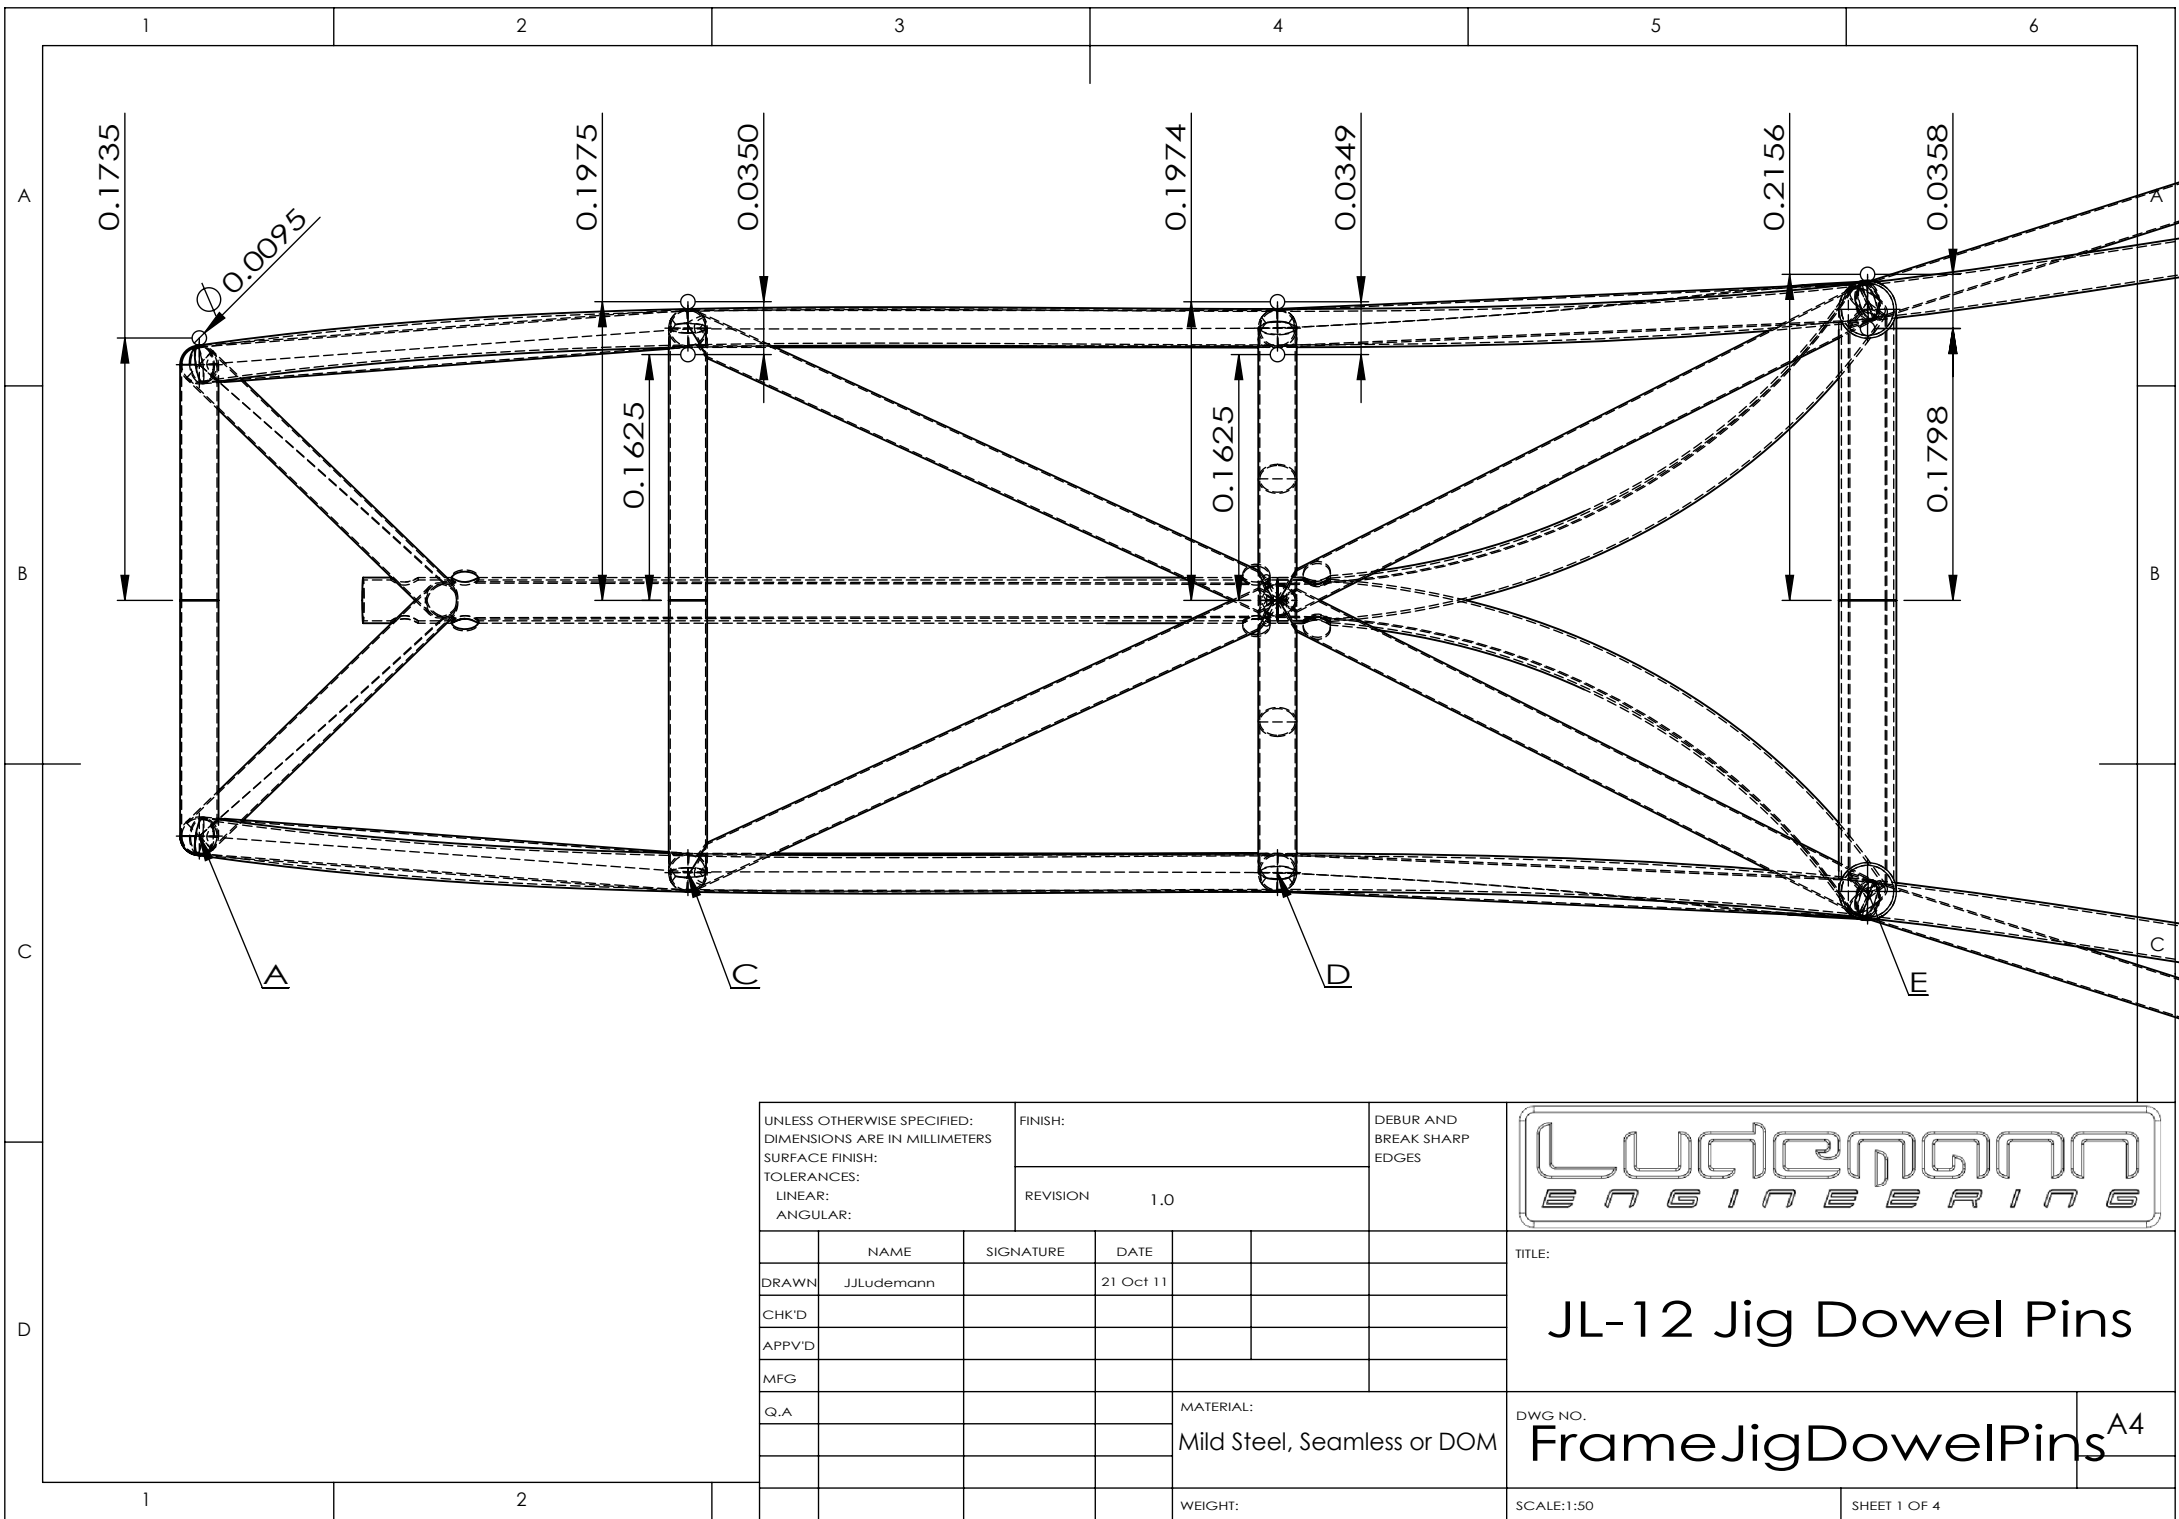 1 2 3 4 5 6
A
B
C
D
A
B
C
0.1735
0.1975
0.0350
0.1974
0.0349
0.2156
0.0358
∅ 0.0095
0.1625
0.1625
0.1798
A
C
D
E
UNLESS OTHERWISE SPECIFIED:
DIMENSIONS ARE IN MILLIMETERS
SURFACE FINISH:
TOLERANCES:
LINEAR:
ANGULAR:
FINISH:
REVISION 1.0
DEBUR AND
BREAK SHARP
EDGES
Ludemann
ENGINEERING
NAME SIGNATURE DATE
DRAWN JJLudemann 21 Oct 11
CHK'D
APPV'D
MFG
Q.A
MATERIAL:
Mild Steel, Seamless or DOM
WEIGHT:
TITLE:
JL-12 Jig Dowel Pins
DWG NO.
FrameJigDowelPins
A4
SCALE:1:50
SHEET 1 OF 4
1 2